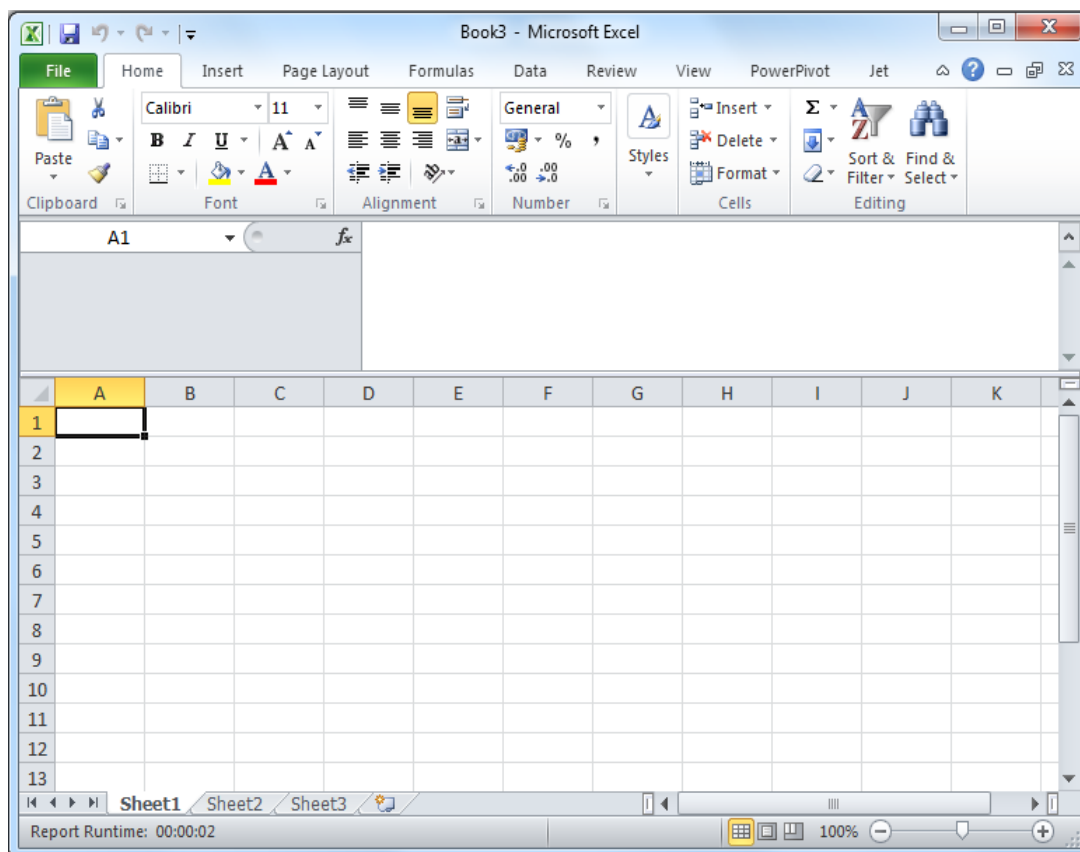 Book3 - Microsoft Excel
File Home Insert Page Layout Formulas Data Review View PowerPivot Jet
Calibri 11 General Insert Σ
B I U A A % , Delete
Paste Styles Sort & Find &
.00 .00 Format Filter Select
Clipboard Font Alignment Number Cells Editing
A1 fx
A B C D E F G H I J K
1
2
3
4
5
6
7
8
9
10
11
12
13
Sheet1 Sheet2 Sheet3
Report Runtime: 00:00:02 100%